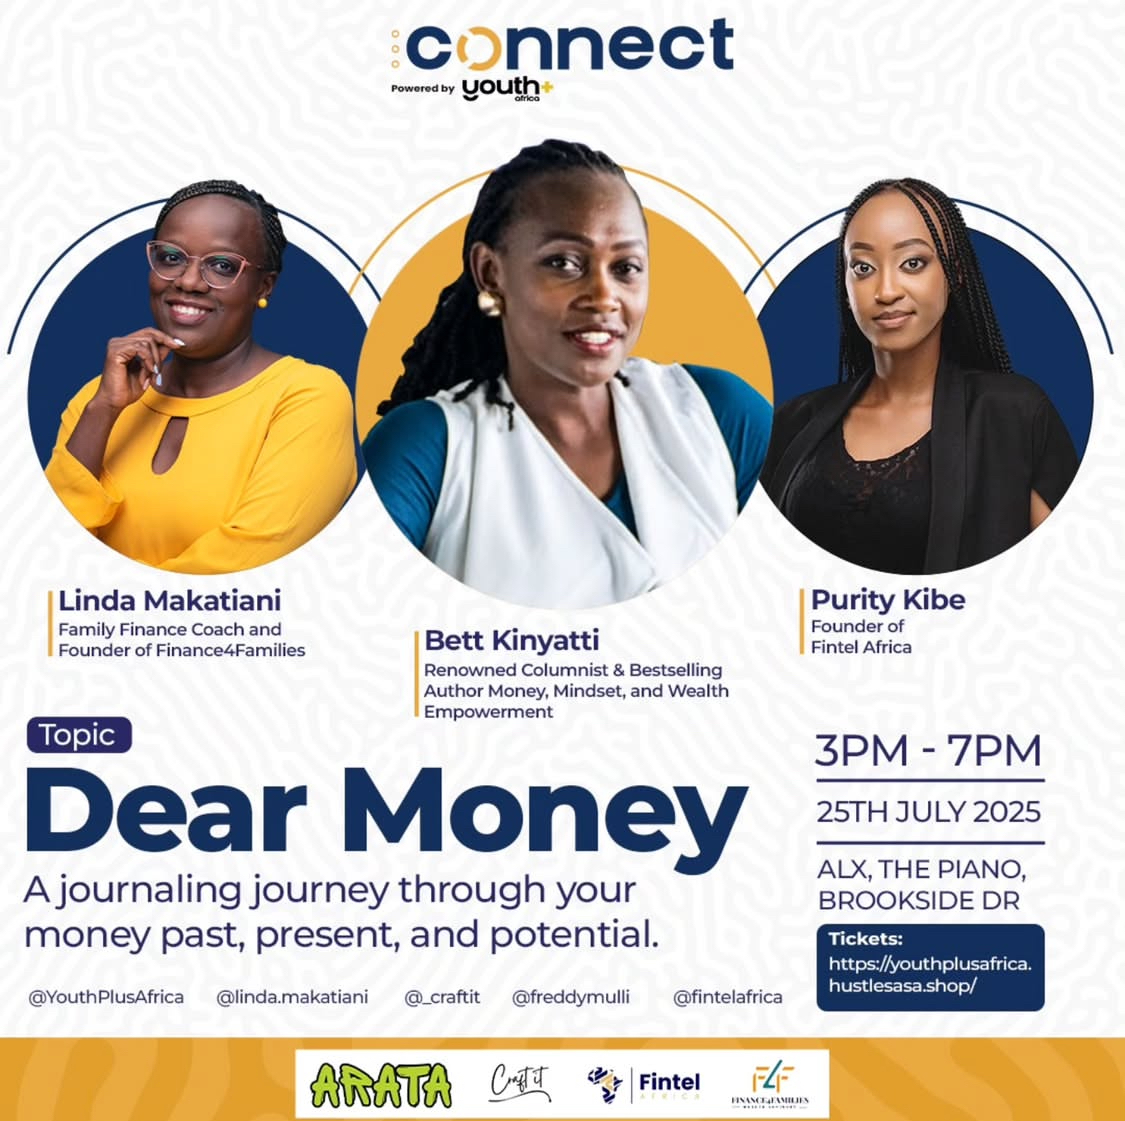 connect
Powered by youth+
africa
Linda Makatiani
Family Finance Coach and
Founder of Finance4Families
Bett Kinyatti
Renowned Columnist & Bestselling
Author Money, Mindset, and Wealth
Empowerment
Purity Kibe
Founder of
Fintel Africa
Topic
Dear Money
A journaling journey through your
money past, present, and potential.
3PM - 7PM
25TH JULY 2025
ALX, THE PIANO,
BROOKSIDE DR
Tickets:
https://youthplusafrica.
hustlesasa.shop/
@YouthPlusAfrica @linda.makatiani @_craftit @freddymulli @fintelafrica
ARATA
Craft it
Fintel
AFRICA
F4F
FINANCE4FAMILIES